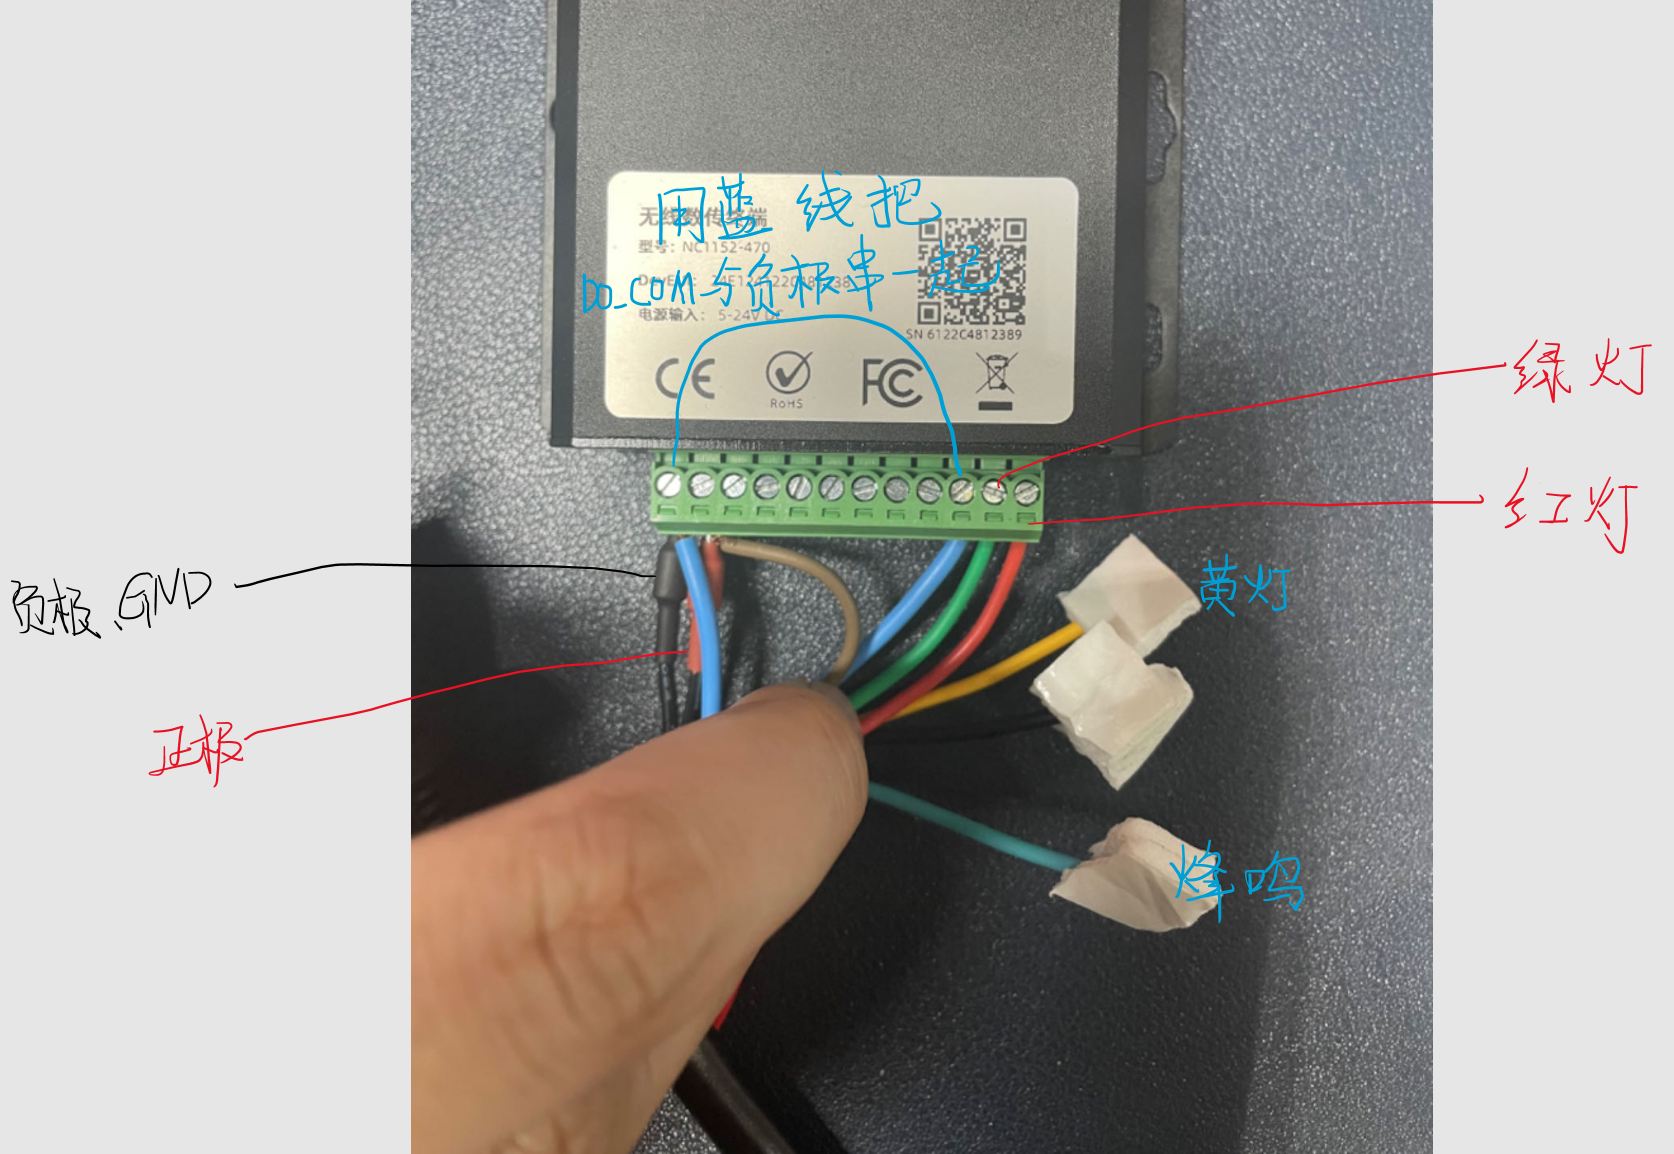 用蓝线把
DO_COM与负极串一起
无线数传终端
型号：NC1152-470
电源输入： 5-24V DC
SN 6122C4812389
CE
RoHS
FC
绿灯
红灯
黄灯
负极、GND
正极
烽鸣